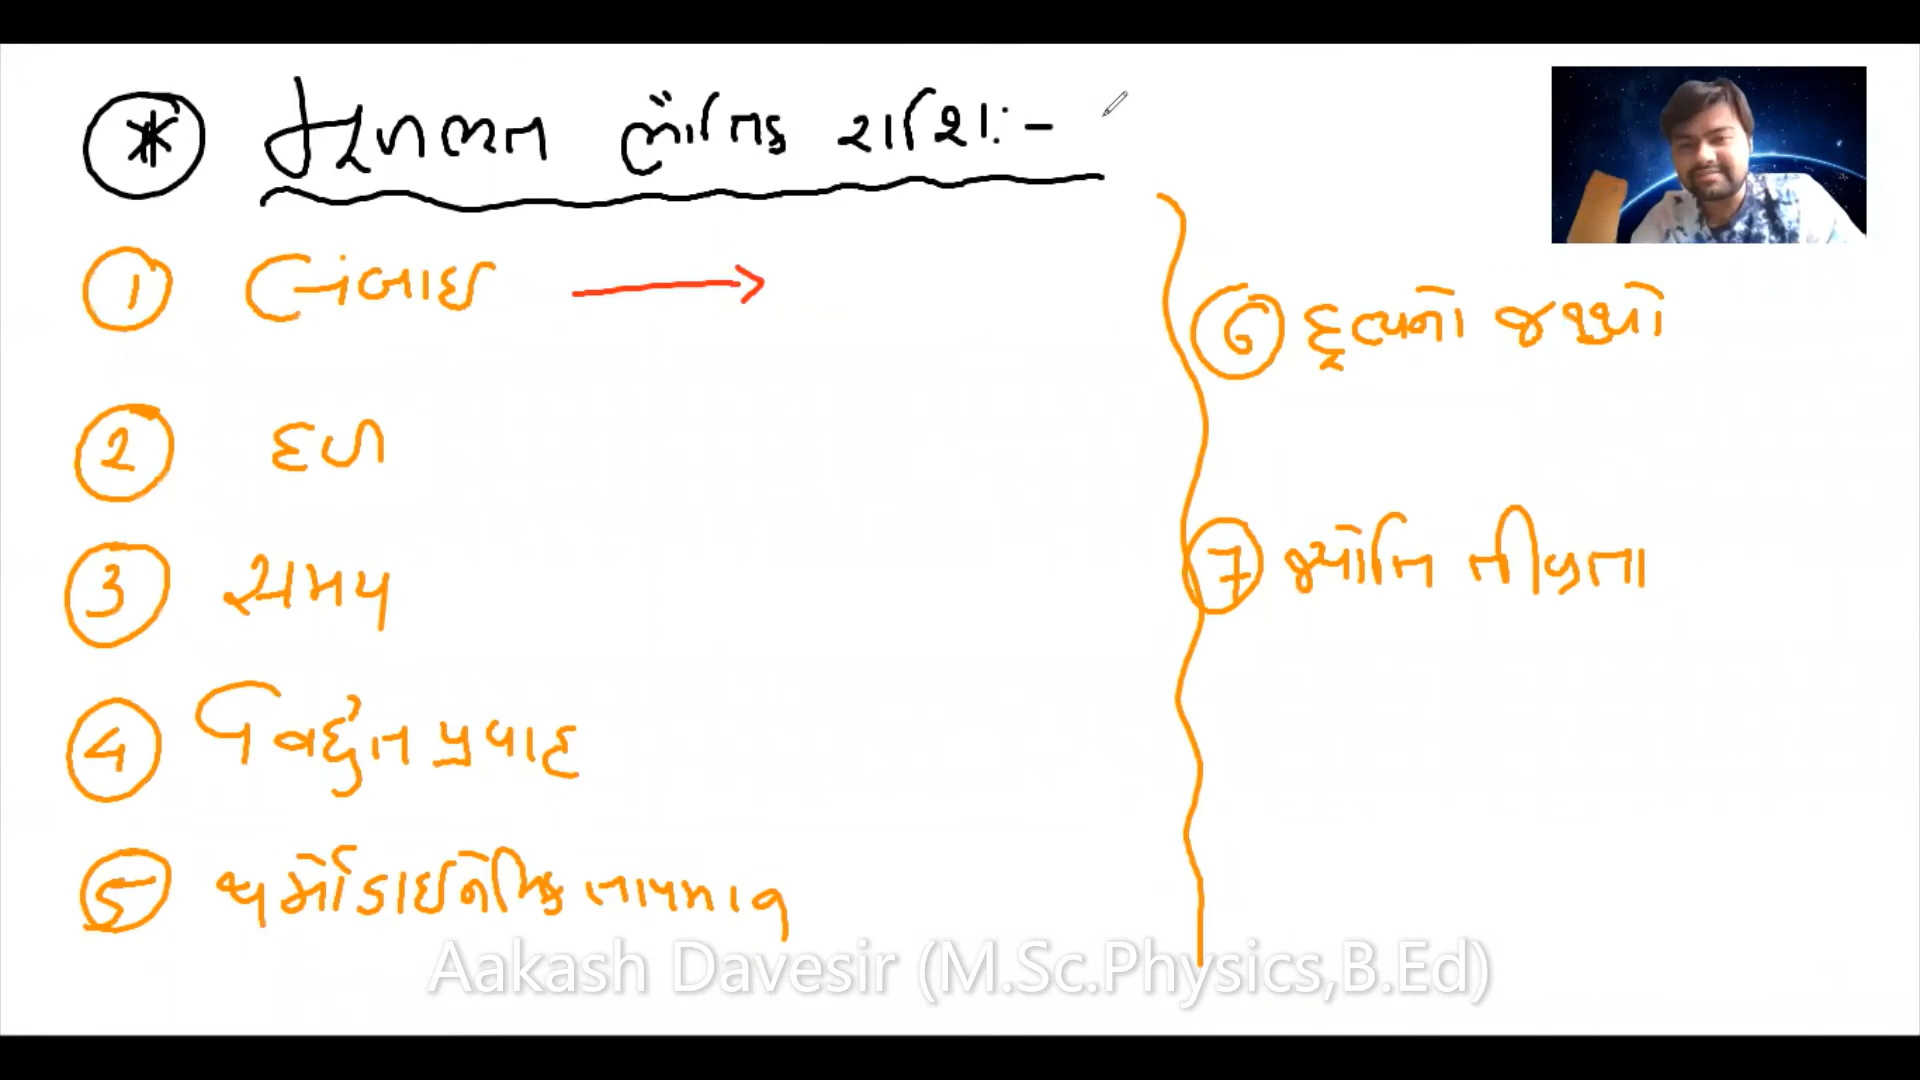 * મૂળભૂત ભૌતિક રાશિ :-
① લંબાઈ →
② દળ
③ સમય
④ વિદ્યુત પ્રવાહ
⑤ થર્મોડાઈનેમિક તાપમાન
⑥ દ્રવ્યનો જથ્થો
⑦ જ્યોતિ તીવ્રતા
Aakash Davesir (M.Sc.Physics,B.Ed)